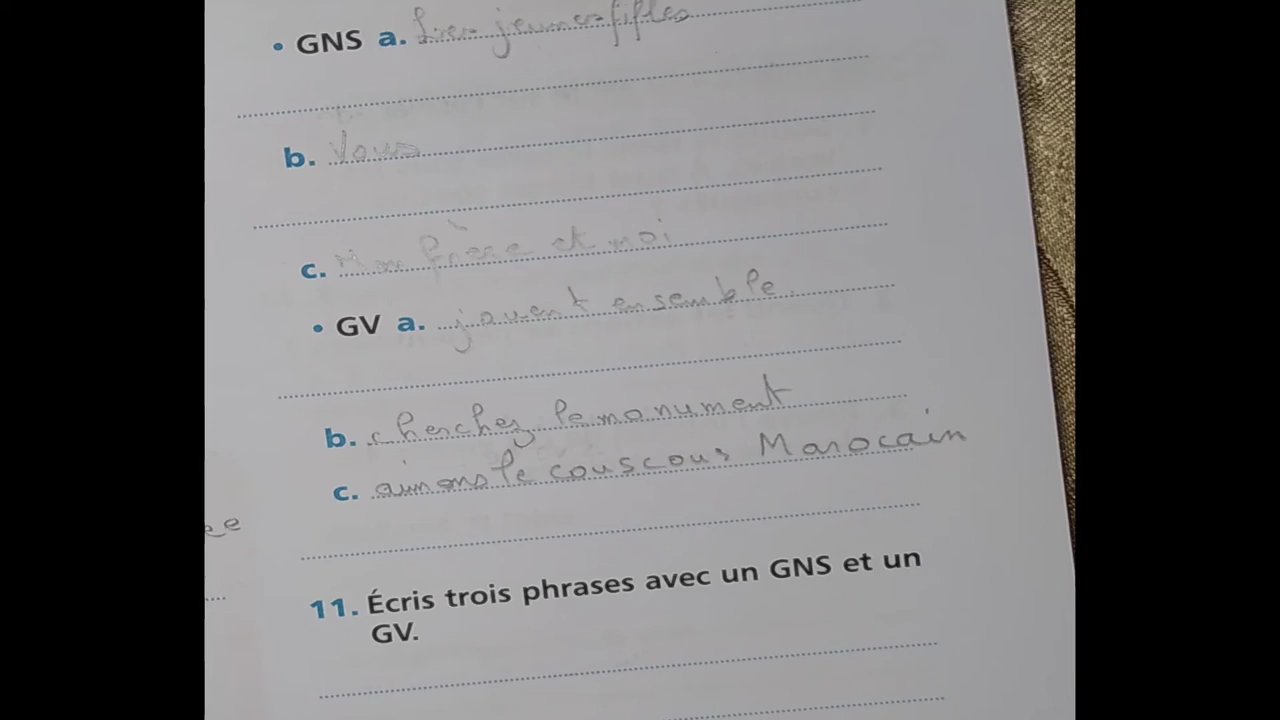 • GNS a. Les jeunes filles
b. Vous
c. Mon frère et moi
• GV a. jouent ensemble.
b. cherchez le monument
c. aimons le couscous Marocain
ee
11. Écris trois phrases avec un GNS et un
GV.